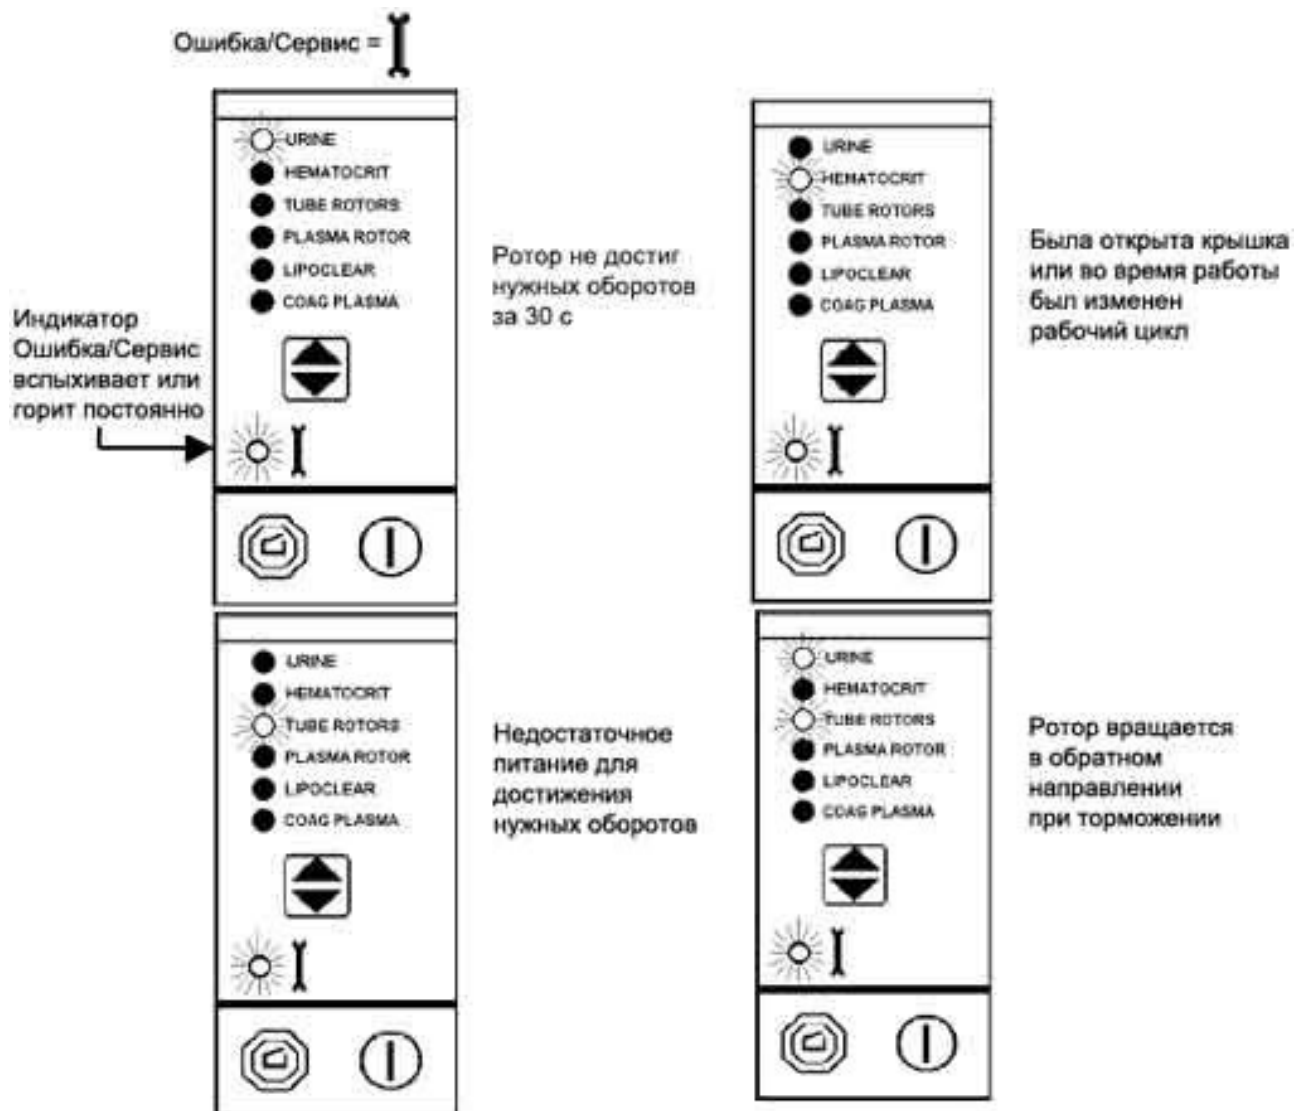 Ошибка/Сервис =
URINE
HEMATOCRIT
TUBE ROTORS
PLASMA ROTOR
LIPOCLEAR
COAG PLASMA
Индикатор
Ошибка/Сервис
вспыхивает или
горит постоянно
Ротор не достиг
нужных оборотов
за 30 с
URINE
HEMATOCRIT
TUBE ROTORS
PLASMA ROTOR
LIPOCLEAR
COAG PLASMA
Была открыта крышка
или во время работы
был изменен
рабочий цикл
URINE
HEMATOCRIT
TUBE ROTORS
PLASMA ROTOR
LIPOCLEAR
COAG PLASMA
Недостаточное
питание для
достижения
нужных оборотов
URINE
HEMATOCRIT
TUBE ROTORS
PLASMA ROTOR
LIPOCLEAR
COAG PLASMA
Ротор вращается
в обратном
направлении
при торможении